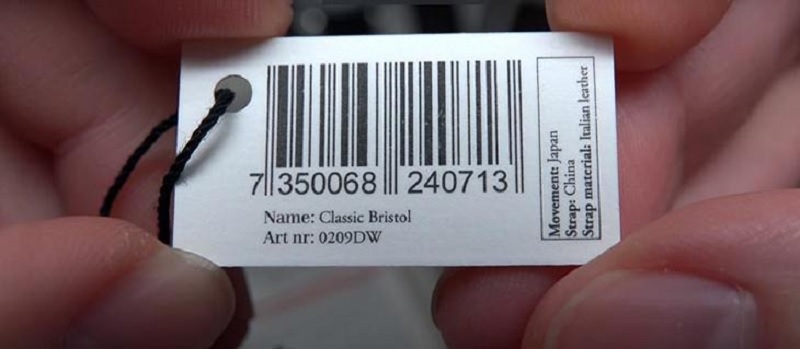 7 350068 240713
Name: Classic Bristol
Art nr: 0209DW
Movement: Japan
Strap: China
Strap material: Italian leather